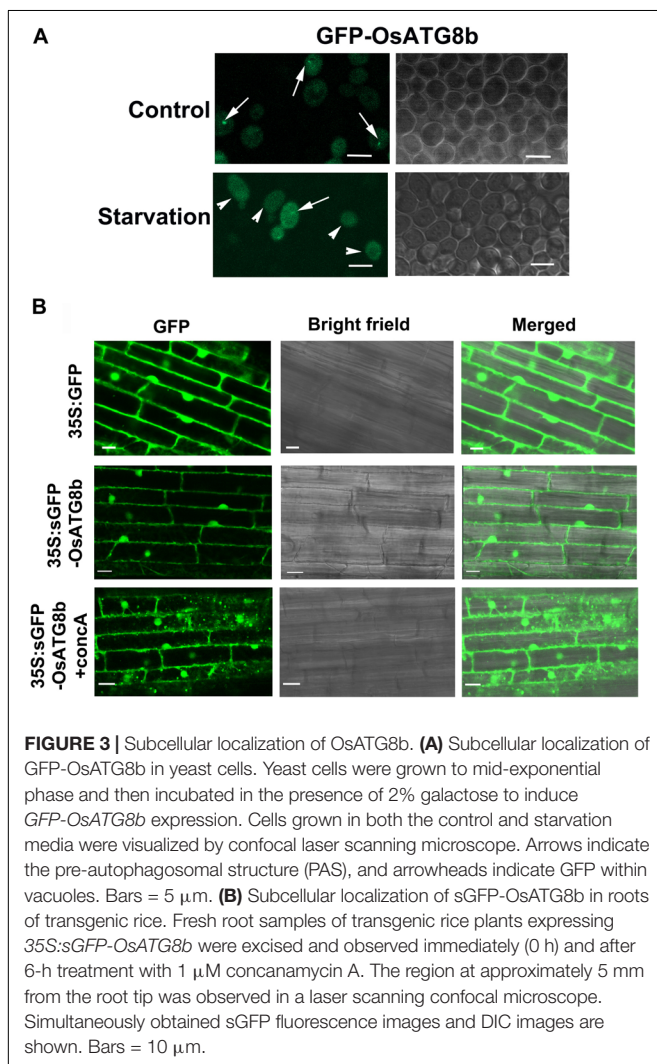 A
GFP-OsATG8b
Control
Starvation
B
GFP
Bright frield
Merged
35S:GFP
35S:sGFP
-OsATG8b
35S:sGFP
-OsATG8b
+concA
FIGURE 3 | Subcellular localization of OsATG8b. (A) Subcellular localization of
GFP-OsATG8b in yeast cells. Yeast cells were grown to mid-exponential
phase and then incubated in the presence of 2% galactose to induce
GFP-OsATG8b expression. Cells grown in both the control and starvation
media were visualized by confocal laser scanning microscope. Arrows indicate
the pre-autophagosomal structure (PAS), and arrowheads indicate GFP within
vacuoles. Bars = 5 μm. (B) Subcellular localization of sGFP-OsATG8b in roots
of transgenic rice. Fresh root samples of transgenic rice plants expressing
35S:sGFP-OsATG8b were excised and observed immediately (0 h) and after
6-h treatment with 1 μM concanamycin A. The region at approximately 5 mm
from the root tip was observed in a laser scanning confocal microscope.
Simultaneously obtained sGFP fluorescence images and DIC images are
shown. Bars = 10 μm.